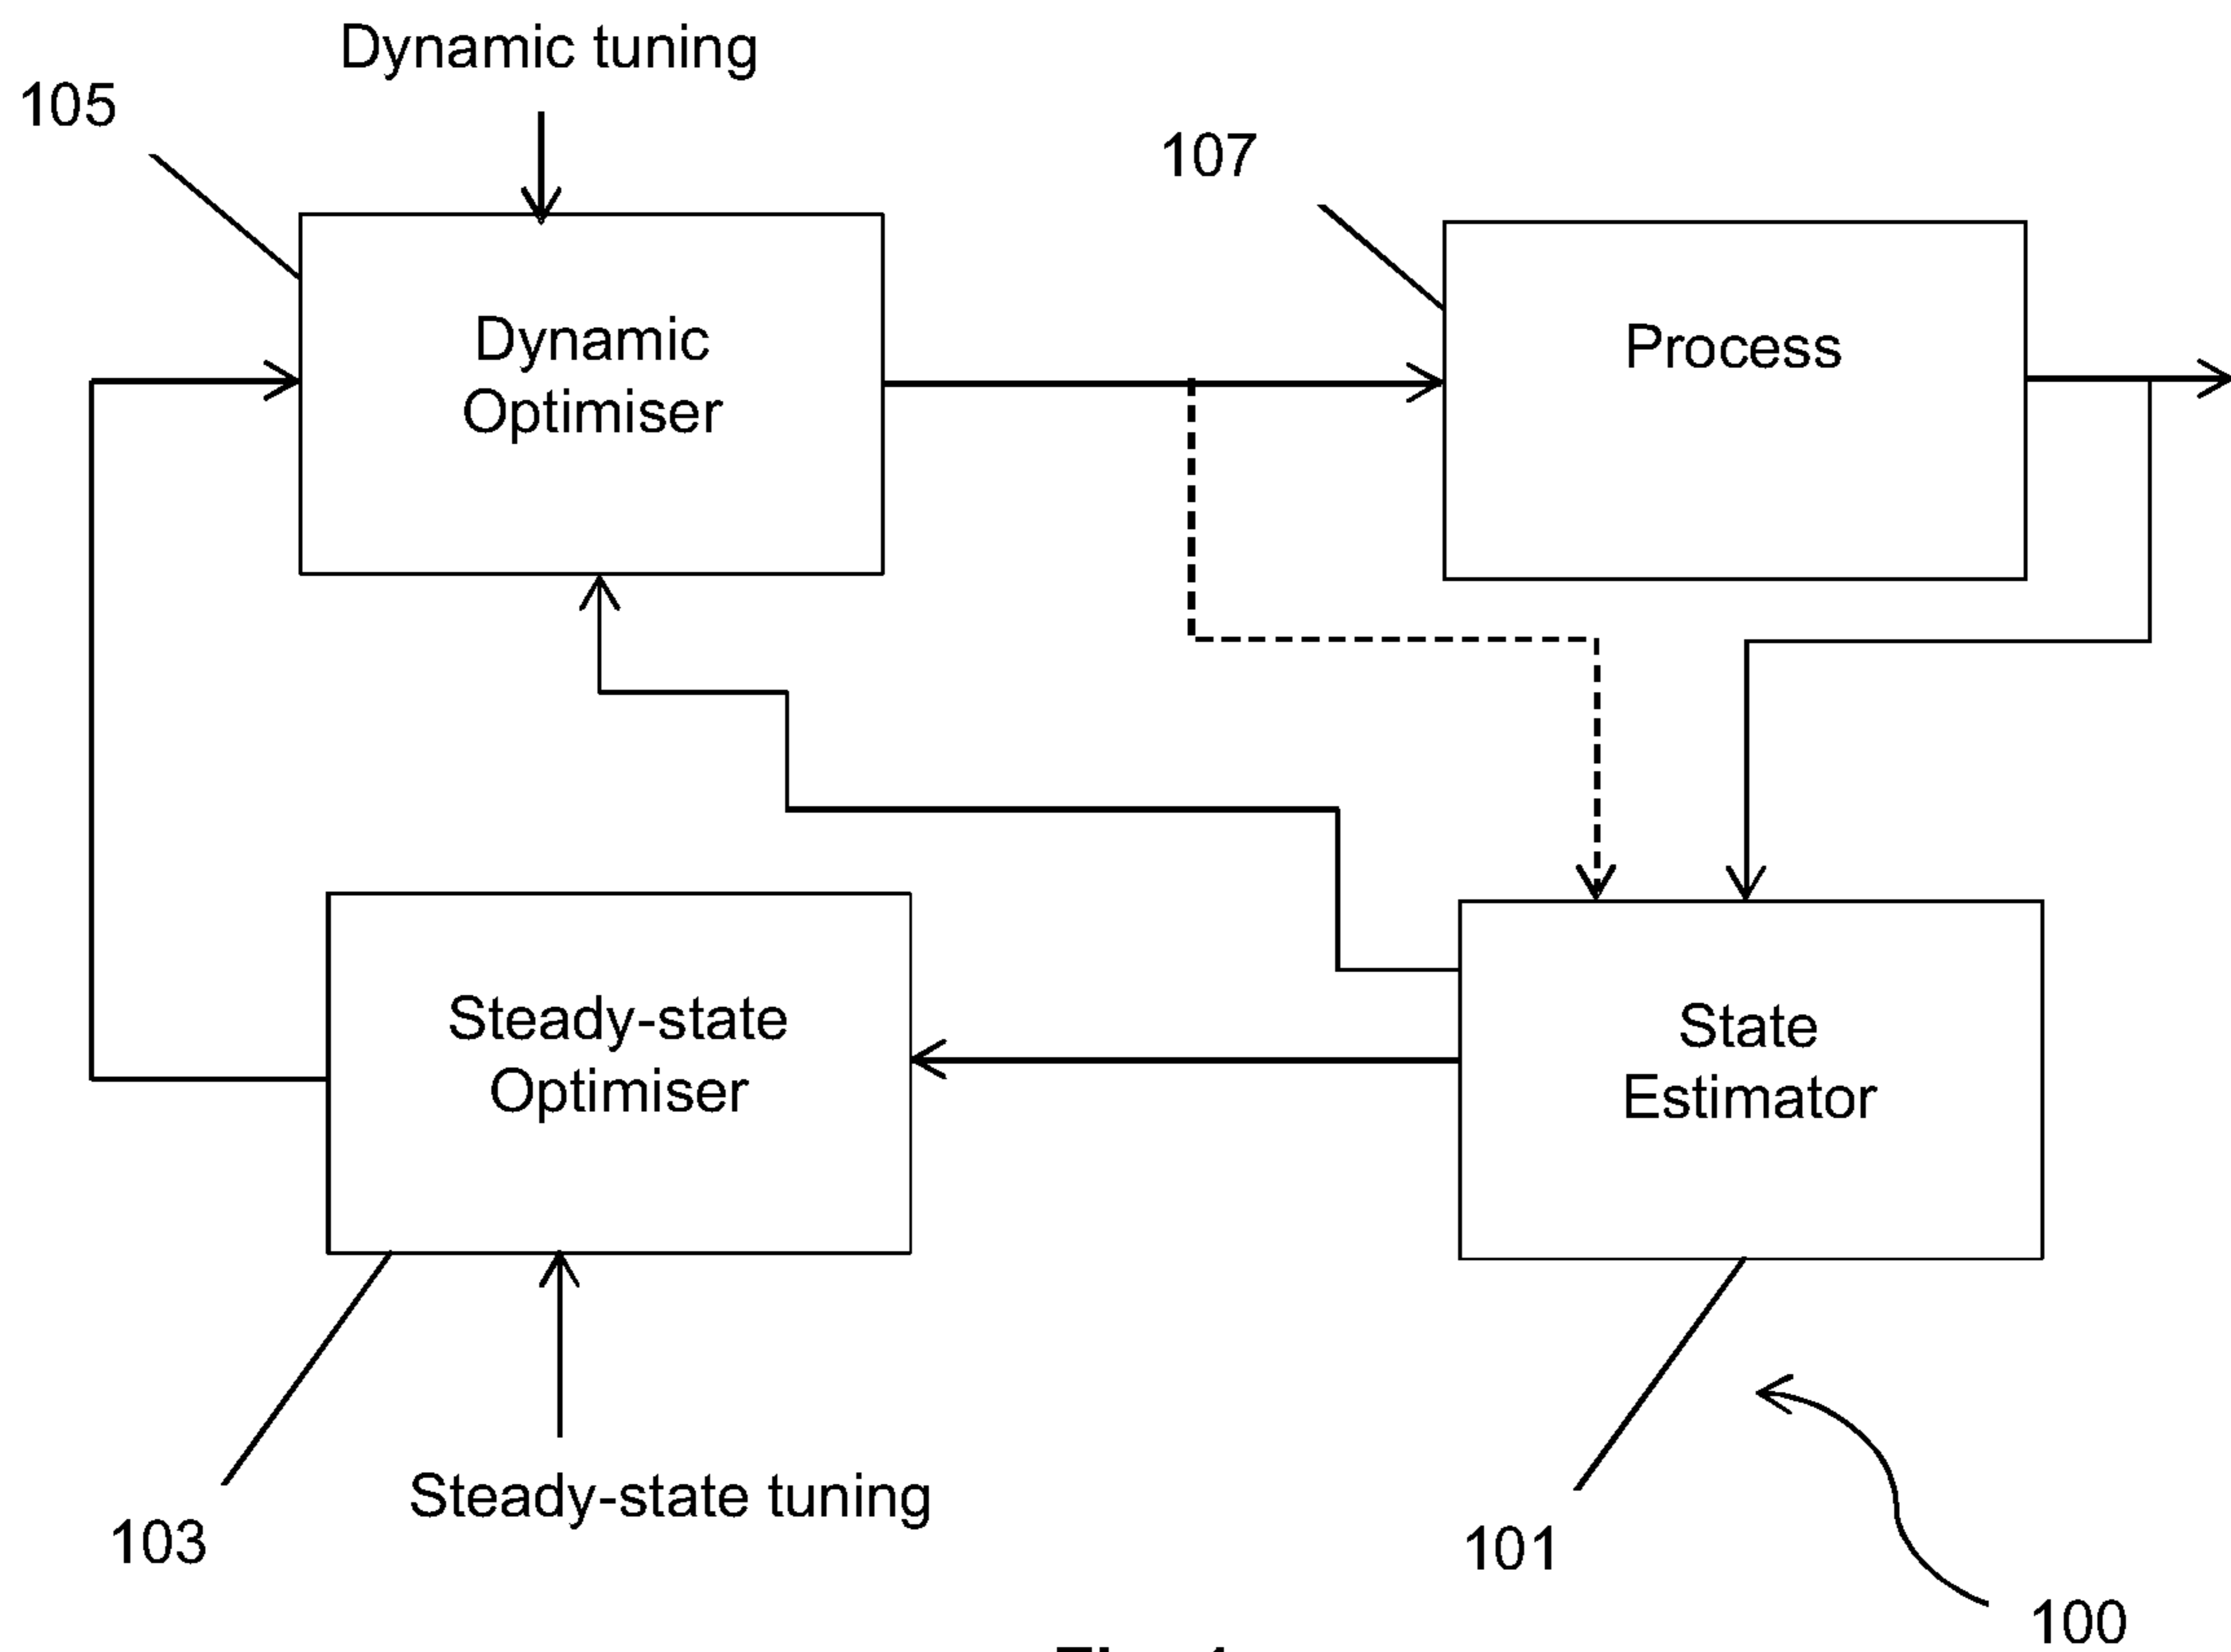 Dynamic tuning
105
107
Dynamic
Optimiser
Process
Steady-state
Optimiser
State
Estimator
Steady-state tuning
103
101
100